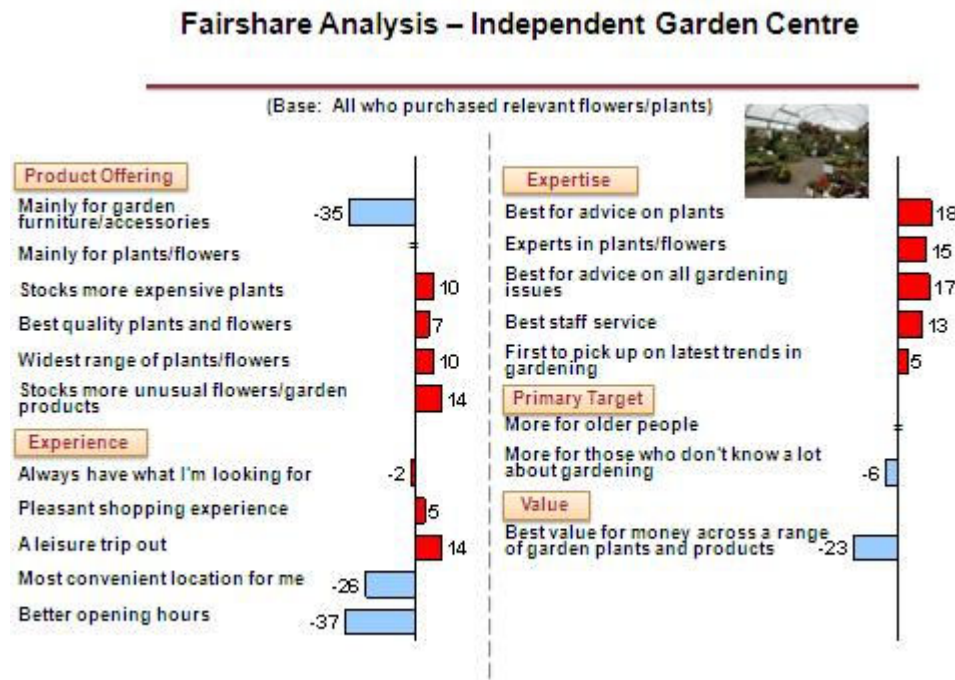 Fairshare Analysis – Independent Garden Centre
(Base: All who purchased relevant flowers/plants)
Product Offering
Mainly for garden
furniture/accessories
-35
Mainly for plants/flowers
=
Stocks more expensive plants
10
Best quality plants and flowers
7
Widest range of plants/flowers
10
Stocks more unusual flowers/garden
products
14
Experience
Always have what I'm looking for
-2
Pleasant shopping experience
5
A leisure trip out
14
Most convenient location for me
-26
Better opening hours
-37
Expertise
Best for advice on plants
18
Experts in plants/flowers
15
Best for advice on all gardening
issues
17
Best staff service
13
First to pick up on latest trends in
gardening
5
Primary Target
More for older people
=
More for those who don't know a lot
about gardening
-6
Value
Best value for money across a range
of garden plants and products
-23